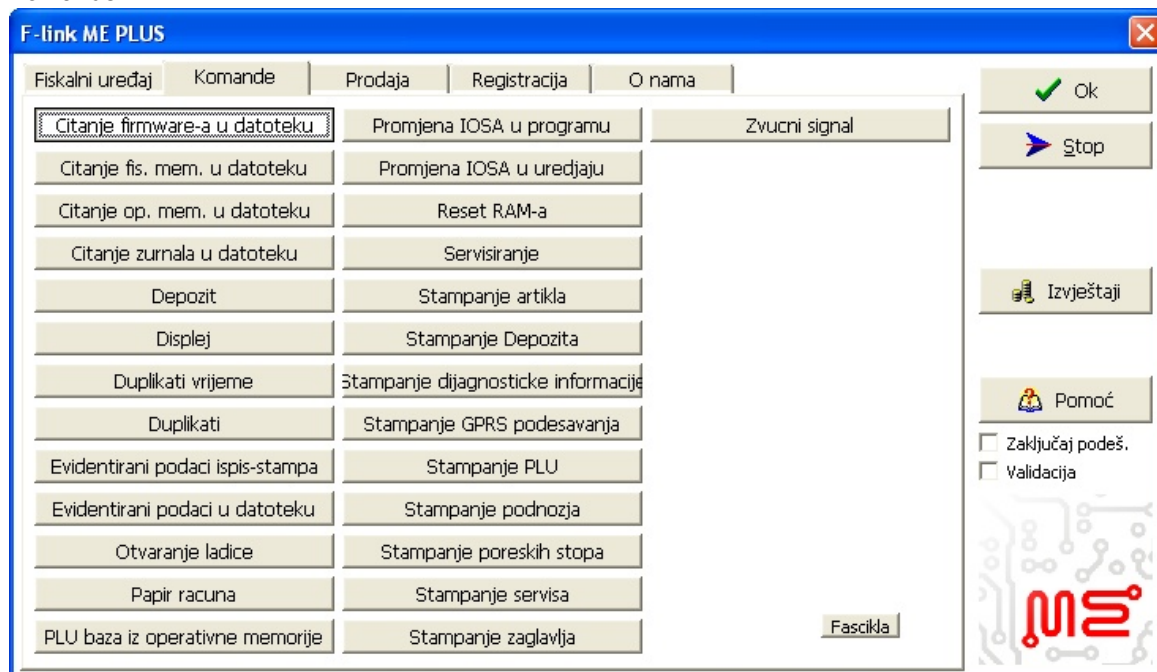 F-link ME PLUS
Fiskalni uređaj
Komande
Prodaja
Registracija
O nama
Citanje firmware-a u datoteku
Citanje fis. mem. u datoteku
Citanje op. mem. u datoteku
Citanje zurnala u datoteku
Depozit
Displej
Duplikati vrijeme
Duplikati
Evidentirani podaci ispis-stampa
Evidentirani podaci u datoteku
Otvaranje ladice
Papir racuna
PLU baza iz operativne memorije
Promjena IOSA u programu
Promjena IOSA u uredjaju
Reset RAM-a
Servisiranje
Stampanje artikla
Stampanje Depozita
Stampanje dijagnosticke informacije
Stampanje GPRS podesavanja
Stampanje PLU
Stampanje podnozja
Stampanje poreskih stopa
Stampanje servisa
Stampanje zaglavlja
Zvucni signal
Fascikla
Ok
Stop
Izvještaji
Pomoć
Zaključaj podeš.
Validacija
ME